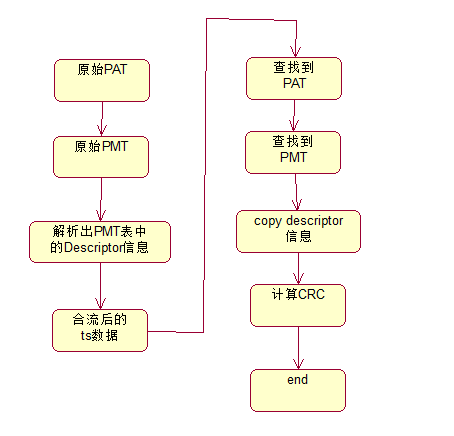 原始PAT
原始PMT
解析出PMT表中
的Descriptor信息
合流后的
ts数据
查找到
PAT
查找到
PMT
copy descriptor
信息
计算CRC
end